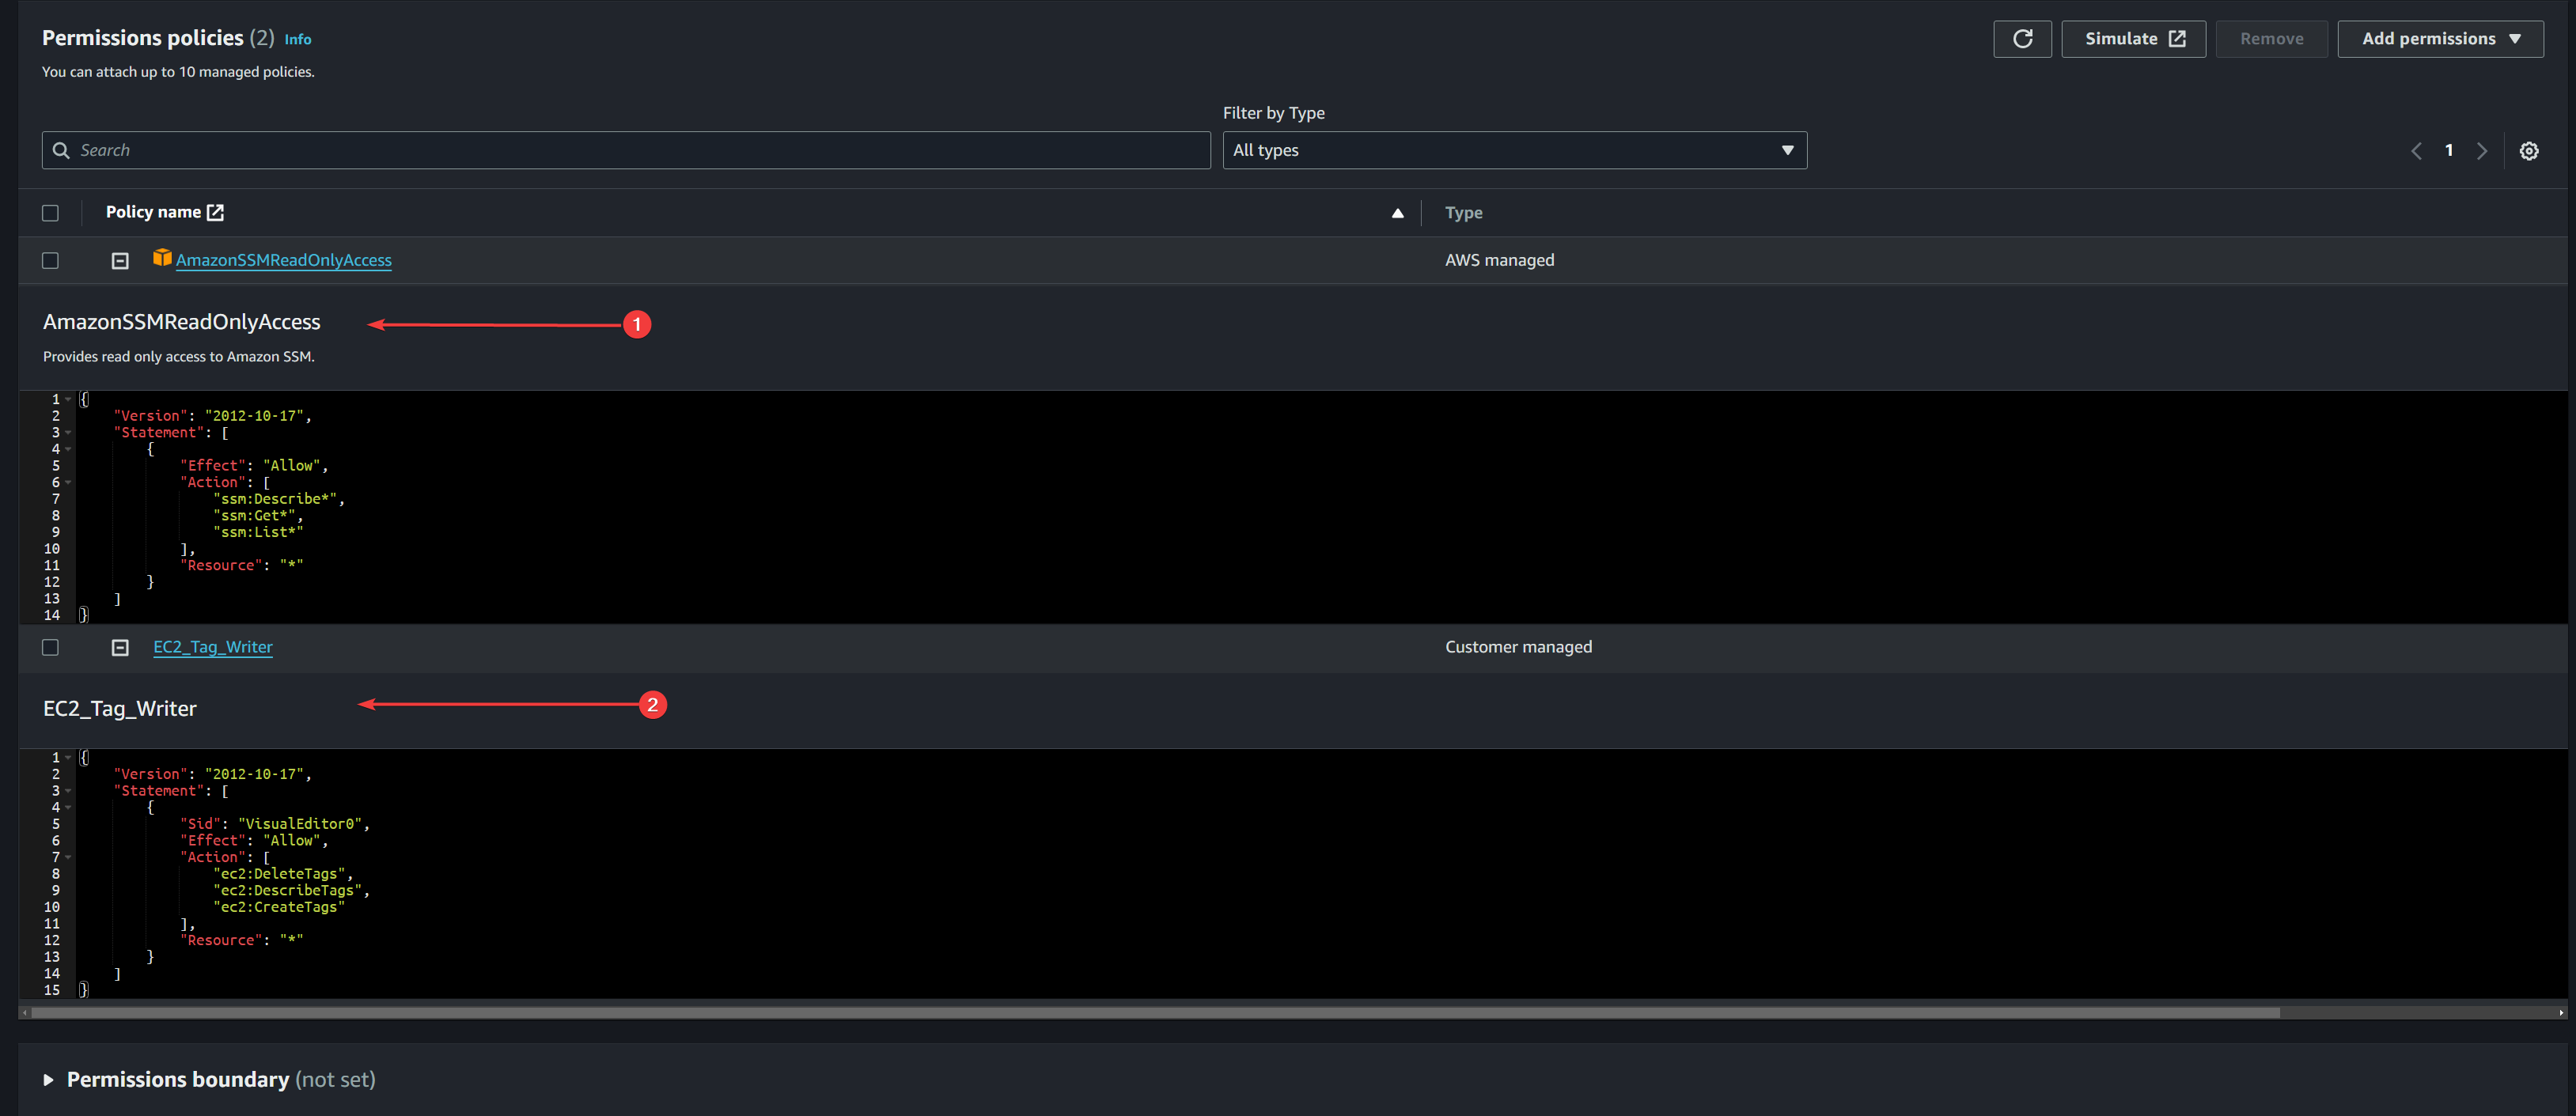 Permissions policies (2) Info
You can attach up to 10 managed policies.
Simulate Remove Add permissions
Filter by Type
Search
All types
1
Policy name Type
AmazonSSMReadOnlyAccess AWS managed
AmazonSSMReadOnlyAccess 1
Provides read only access to Amazon SSM.
1 {
2 "Version": "2012-10-17",
3 "Statement": [
4 {
5 "Effect": "Allow",
6 "Action": [
7 "ssm:Describe*",
8 "ssm:Get*",
9 "ssm:List*"
10 ],
11 "Resource": "*"
12 }
13 ]
14 }
EC2_Tag_Writer Customer managed
EC2_Tag_Writer 2
1 {
2 "Version": "2012-10-17",
3 "Statement": [
4 {
5 "Sid": "VisualEditor0",
6 "Effect": "Allow",
7 "Action": [
8 "ec2:DeleteTags",
9 "ec2:DescribeTags",
10 "ec2:CreateTags"
11 ],
12 "Resource": "*"
13 }
14 ]
15 }
Permissions boundary (not set)